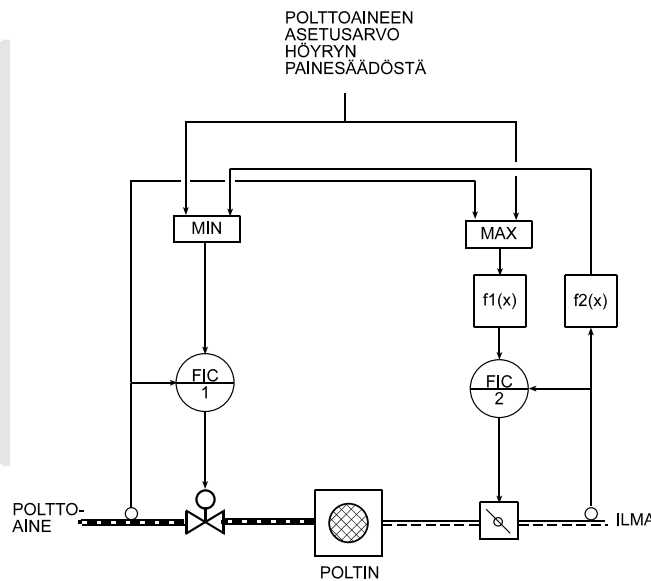 POLTTOAINEEN
ASETUSARVO
HÖYRYN
PAINESÄÄDÖSTÄ
MIN
MAX
f1(x)
f2(x)
FIC
1
FIC
2
POLTTO-
AINE
ILMA
POLTIN